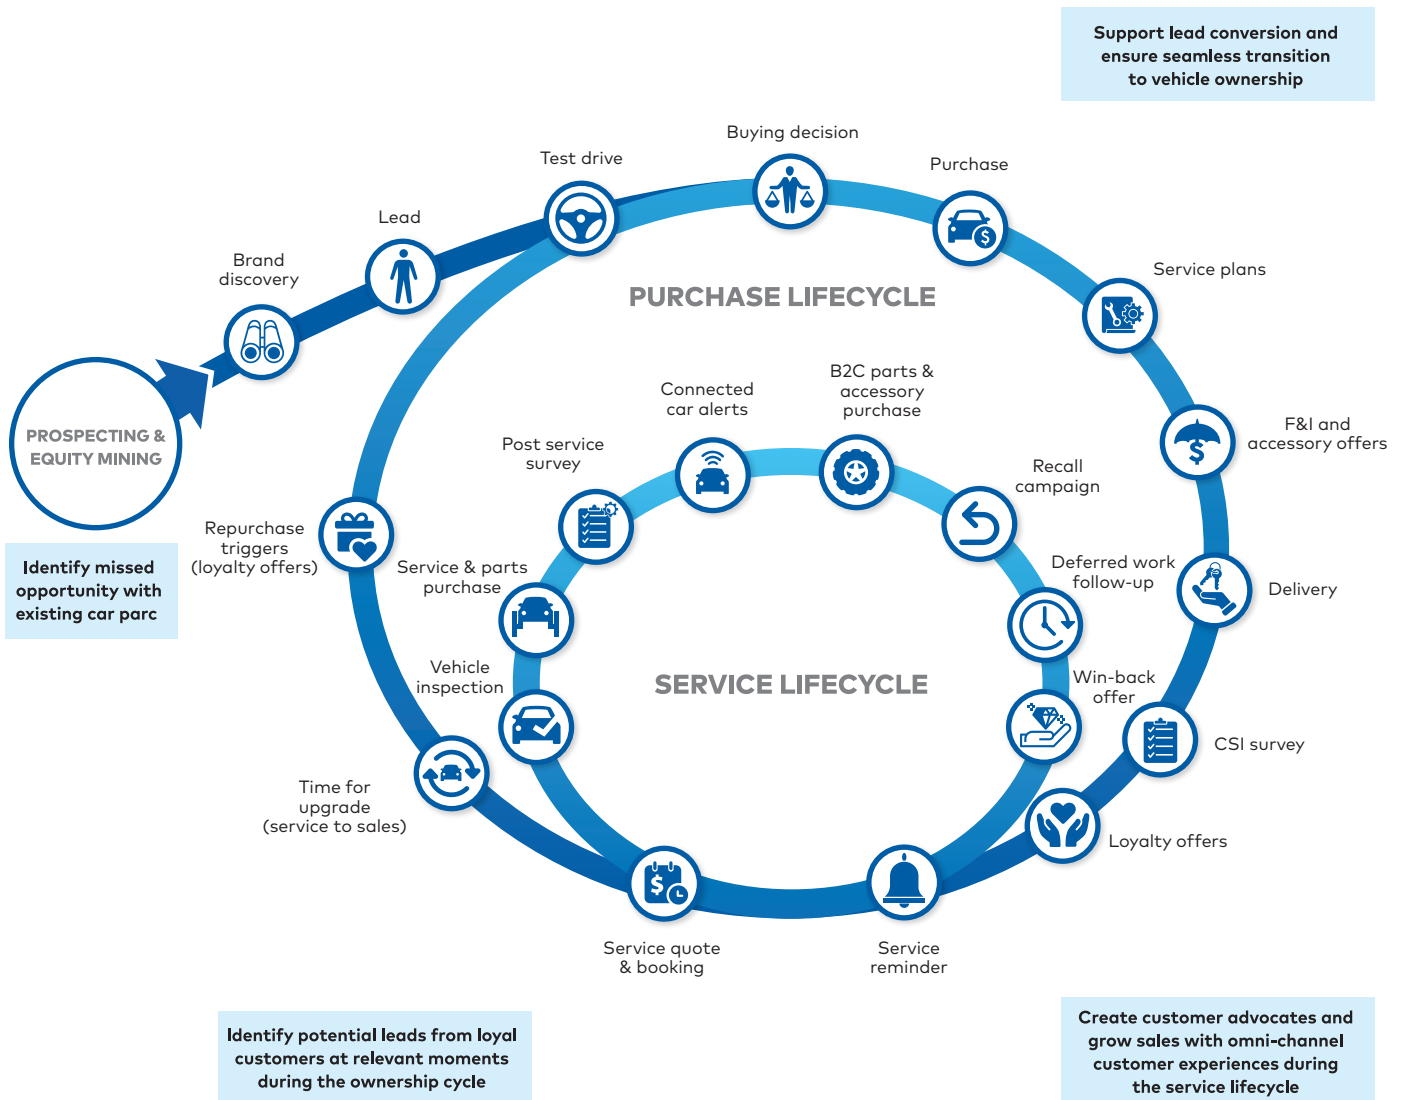 Support lead conversion and
ensure seamless transition
to vehicle ownership
Buying decision
Test drive
Purchase
Lead
Brand
discovery
Service plans
PURCHASE LIFECYCLE
B2C parts &
accessory
purchase
Connected
car alerts
F&I and
accessory offers
PROSPECTING &
EQUITY MINING
Post service
survey
Recall
campaign
Repurchase
triggers
(loyalty offers)
Identify missed
opportunity with
existing car parc
Service & parts
purchase
Deferred work
follow-up
Delivery
Vehicle
inspection
SERVICE LIFECYCLE
Win-back
offer
CSI survey
Time for
upgrade
(service to sales)
Loyalty offers
$
$
$
Service quote
& booking
Service
reminder
Identify potential leads from loyal
customers at relevant moments
during the ownership cycle
Create customer advocates and
grow sales with omni-channel
customer experiences during
the service lifecycle